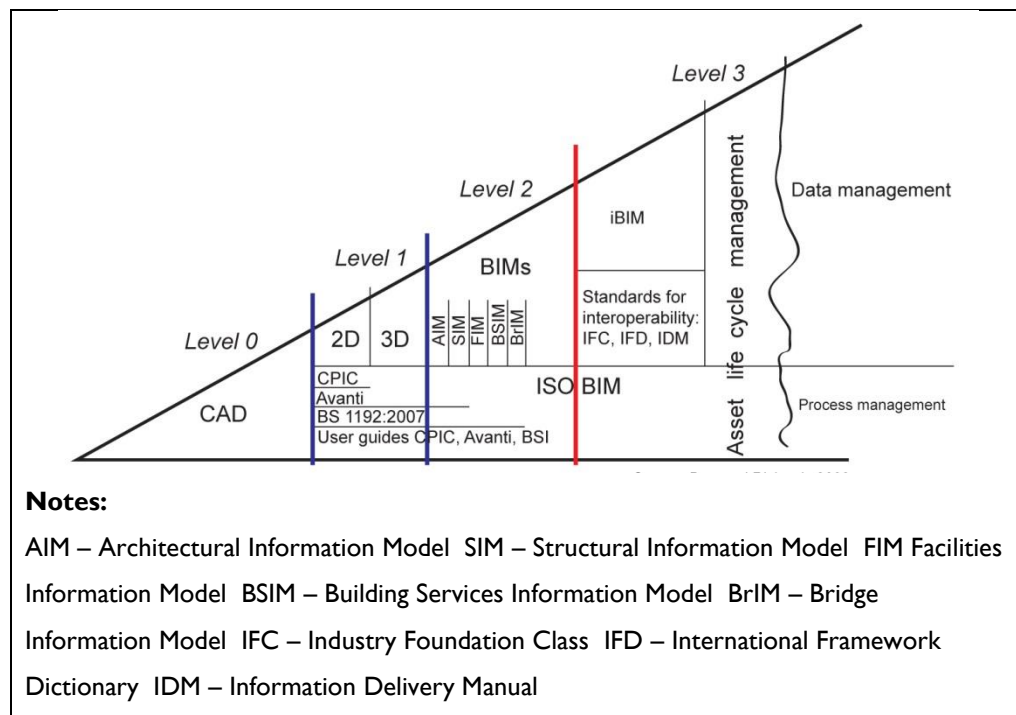 Level 3
Level 2
Level 1
Level 0
Data management
iBIM
BIMs
Standards for
interoperability:
IFC, IFD, IDM
AIM
SIM
FIM
BSIM
BrIM
2D
3D
Asset life cycle management
CAD
CPIC
Avanti
BS 1192:2007
User guides CPIC, Avanti, BSI
ISO BIM
Process management
Notes:
AIM – Architectural Information Model SIM – Structural Information Model FIM Facilities
Information Model BSIM – Building Services Information Model BrIM – Bridge
Information Model IFC – Industry Foundation Class IFD – International Framework
Dictionary IDM – Information Delivery Manual